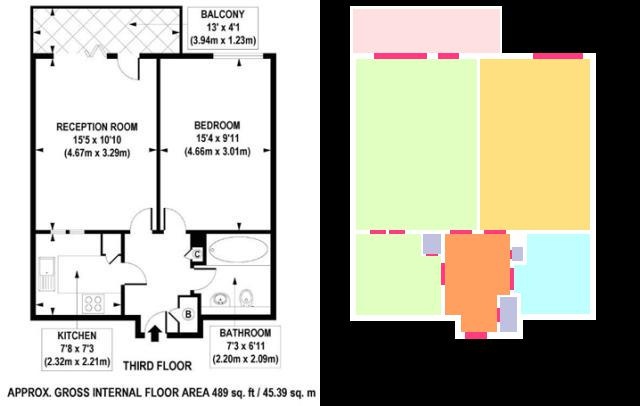 BALCONY
13' x 4'1
(3.94m x 1.23m)
RECEPTION ROOM
15'5 x 10'10
(4.67m x 3.29m)
BEDROOM
15'4 x 9'11
(4.66m x 3.01m)
C
B
KITCHEN
7'8 x 7'3
(2.32m x 2.21m)
BATHROOM
7'3 x 6'11
(2.20m x 2.09m)
THIRD FLOOR
APPROX. GROSS INTERNAL FLOOR AREA 489 sq. ft / 45.39 sq. m